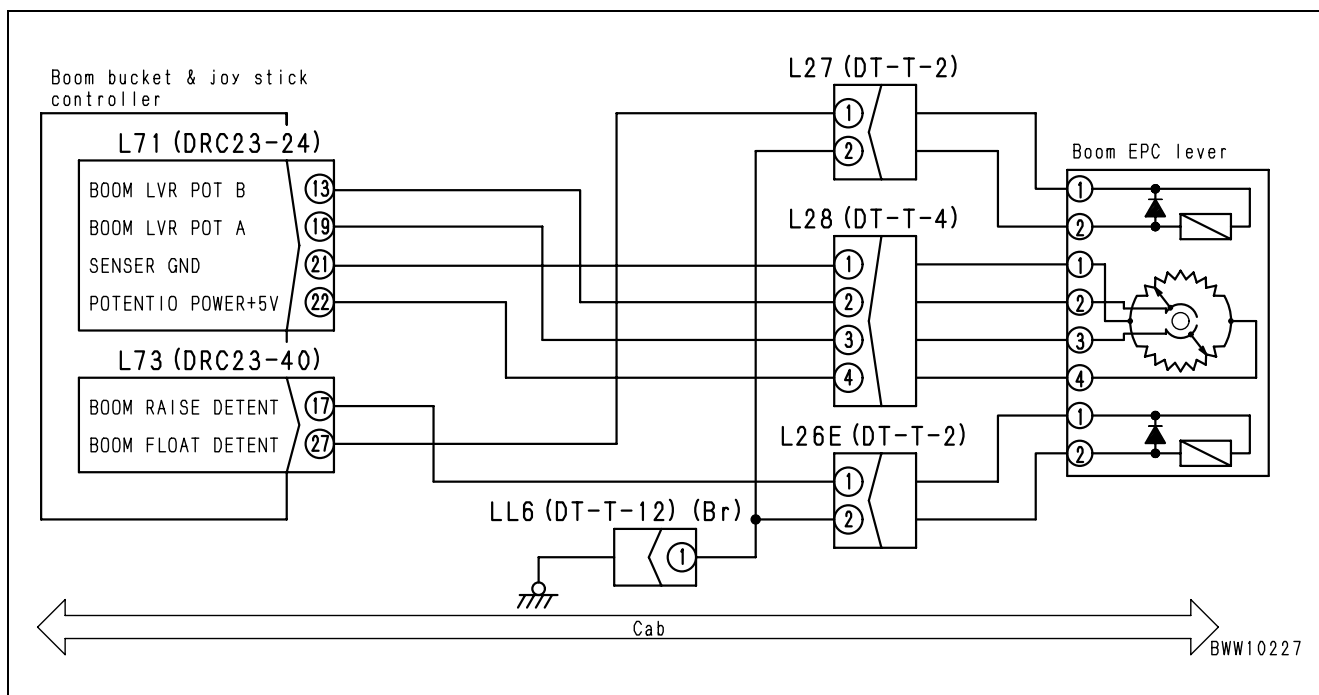 Boom bucket & joy stick
controller
L71 (DRC23-24)
BOOM LVR POT B 13
BOOM LVR POT A 19
SENSER GND 21
POTENTIO POWER+5V 22
L73 (DRC23-40)
BOOM RAISE DETENT 17
BOOM FLOAT DETENT 27
LL6 (DT-T-12) (Br)
1
L27 (DT-T-2)
1
2
L28 (DT-T-4)
1
2
3
4
L26E (DT-T-2)
1
2
Boom EPC lever
1
2
1
2
3
4
1
2
Cab
BWW10227